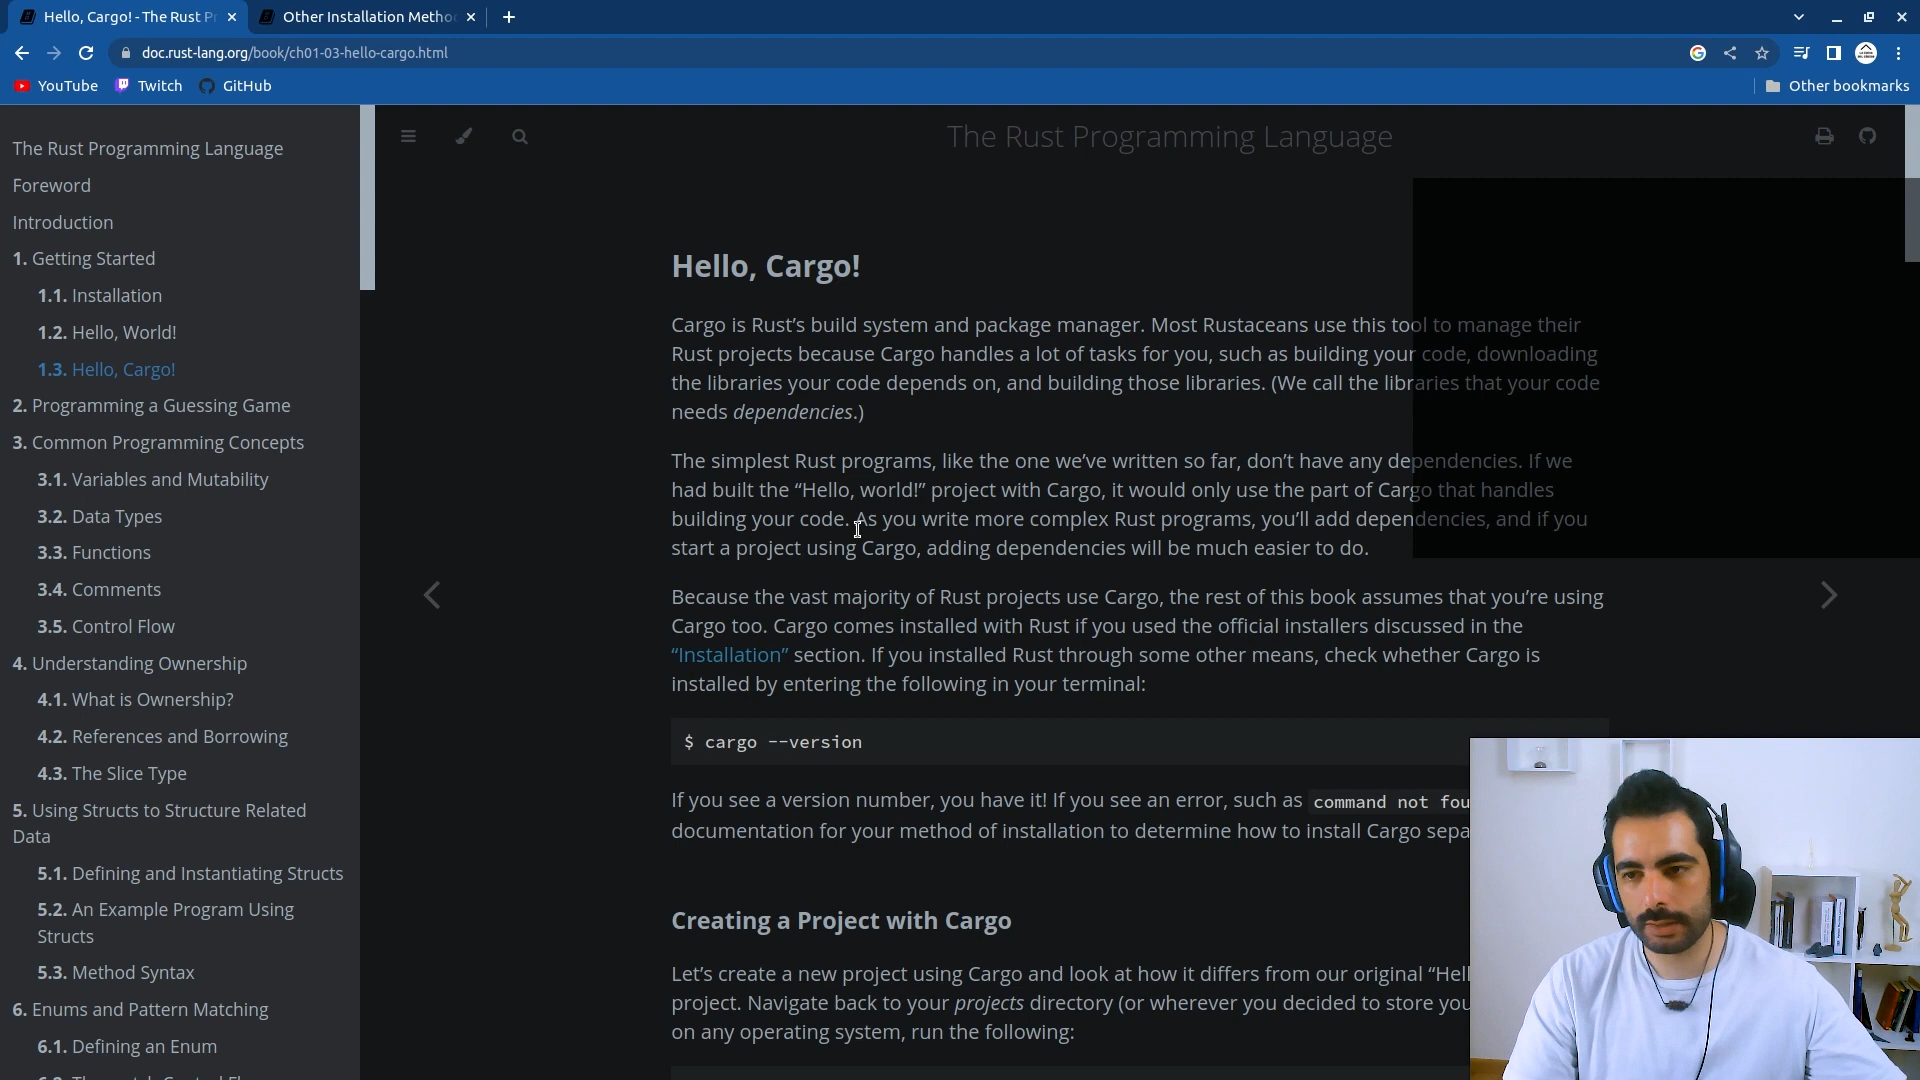 Hello, Cargo! - The Rust P
Other Installation Metho
doc.rust-lang.org/book/ch01-03-hello-cargo.html
YouTube
Twitch
GitHub
Other bookmarks
The Rust Programming Language
Foreword
Introduction
1. Getting Started
1.1. Installation
1.2. Hello, World!
1.3. Hello, Cargo!
2. Programming a Guessing Game
3. Common Programming Concepts
3.1. Variables and Mutability
3.2. Data Types
3.3. Functions
3.4. Comments
3.5. Control Flow
4. Understanding Ownership
4.1. What is Ownership?
4.2. References and Borrowing
4.3. The Slice Type
5. Using Structs to Structure Related
Data
5.1. Defining and Instantiating Structs
5.2. An Example Program Using
Structs
5.3. Method Syntax
6. Enums and Pattern Matching
6.1. Defining an Enum
The Rust Programming Language
Hello, Cargo!
Cargo is Rust’s build system and package manager. Most Rustaceans use this tool to manage their
Rust projects because Cargo handles a lot of tasks for you, such as building your code, downloading
the libraries your code depends on, and building those libraries. (We call the libraries that your code
needs dependencies.)
The simplest Rust programs, like the one we’ve written so far, don’t have any dependencies. If we
had built the “Hello, world!” project with Cargo, it would only use the part of Cargo that handles
building your code. As you write more complex Rust programs, you’ll add dependencies, and if you
start a project using Cargo, adding dependencies will be much easier to do.
Because the vast majority of Rust projects use Cargo, the rest of this book assumes that you’re using
Cargo too. Cargo comes installed with Rust if you used the official installers discussed in the
“Installation” section. If you installed Rust through some other means, check whether Cargo is
installed by entering the following in your terminal:
$ cargo --version
If you see a version number, you have it! If you see an error, such as command not fou
documentation for your method of installation to determine how to install Cargo sepa
Creating a Project with Cargo
Let’s create a new project using Cargo and look at how it differs from our original “Hell
project. Navigate back to your projects directory (or wherever you decided to store you
on any operating system, run the following: